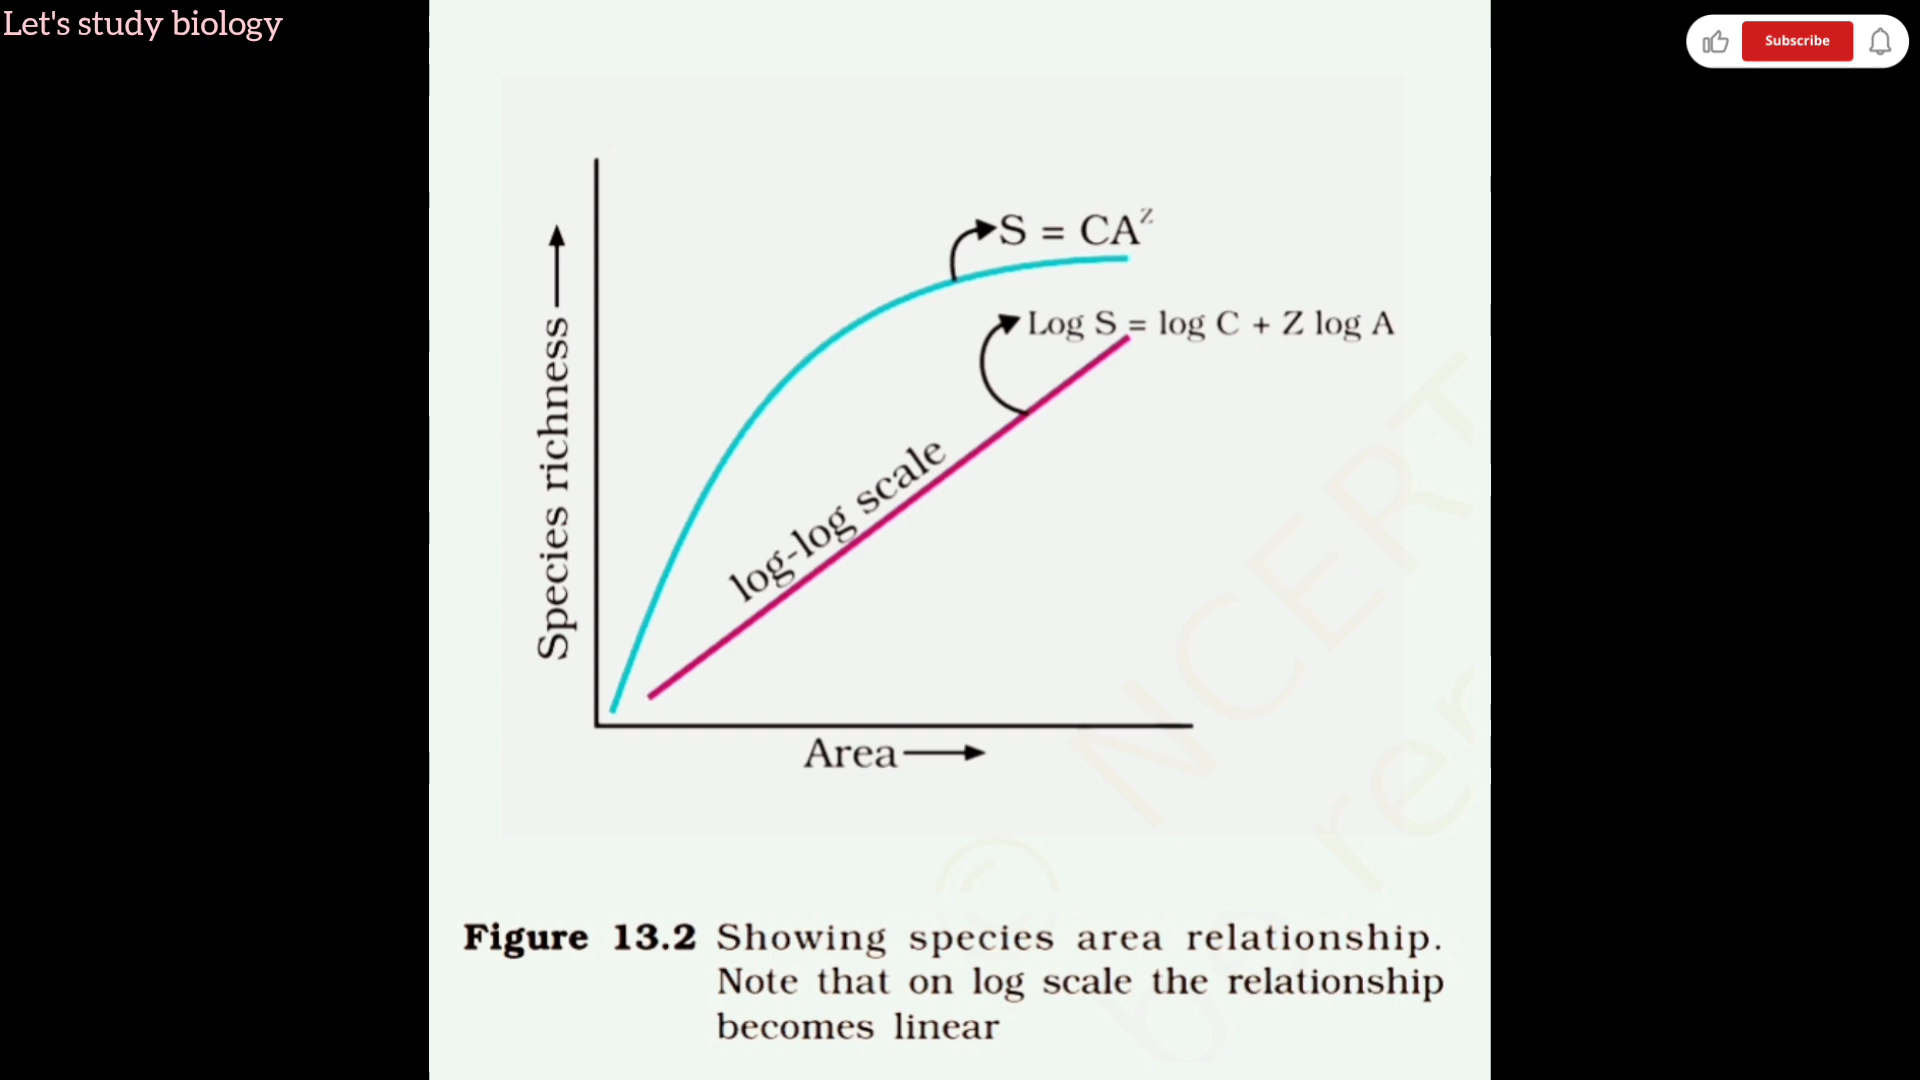 Let's study biology
Subscribe
S = CA^Z
Log S = log C + Z log A
log-log scale
Species richness
Area
Figure 13.2 Showing species area relationship.
Note that on log scale the relationship
becomes linear
© NCERT